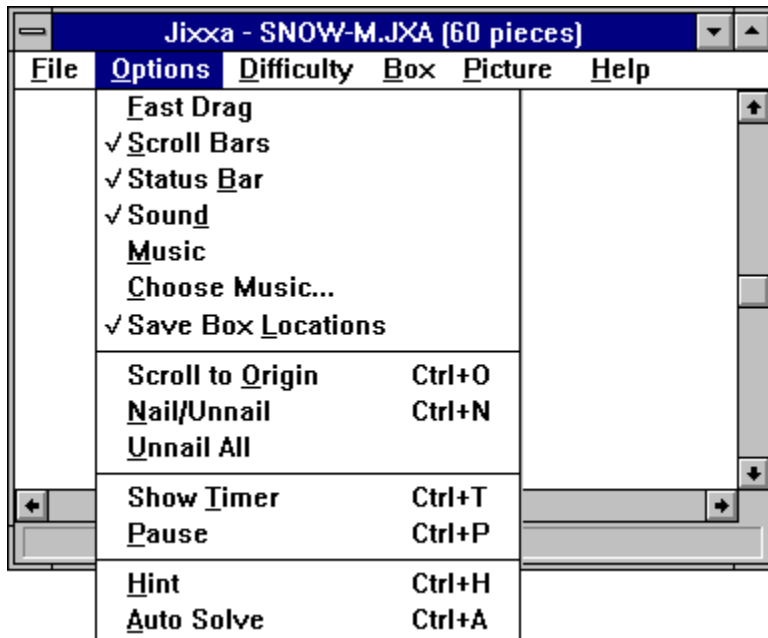 Jixxa - SNOW-M.JXA (60 pieces)
File Options Difficulty Box Picture Help
Fast Drag
√ Scroll Bars
√ Status Bar
√ Sound
Music
Choose Music...
√ Save Box Locations
Scroll to Origin Ctrl+O
Nail/Unnail Ctrl+N
Unnail All
Show Timer Ctrl+T
Pause Ctrl+P
Hint Ctrl+H
Auto Solve Ctrl+A